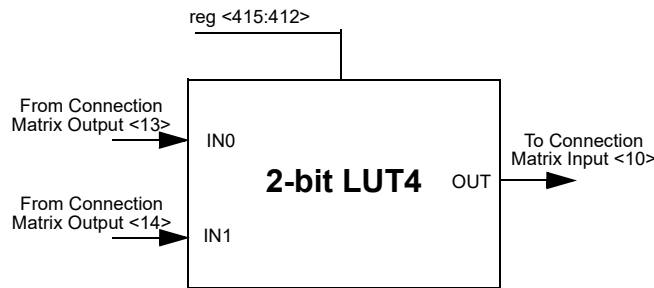 reg <415:412>
From Connection
Matrix Output <13>
IN0
To Connection
Matrix Input <10>
2-bit LUT4
OUT
From Connection
Matrix Output <14>
IN1